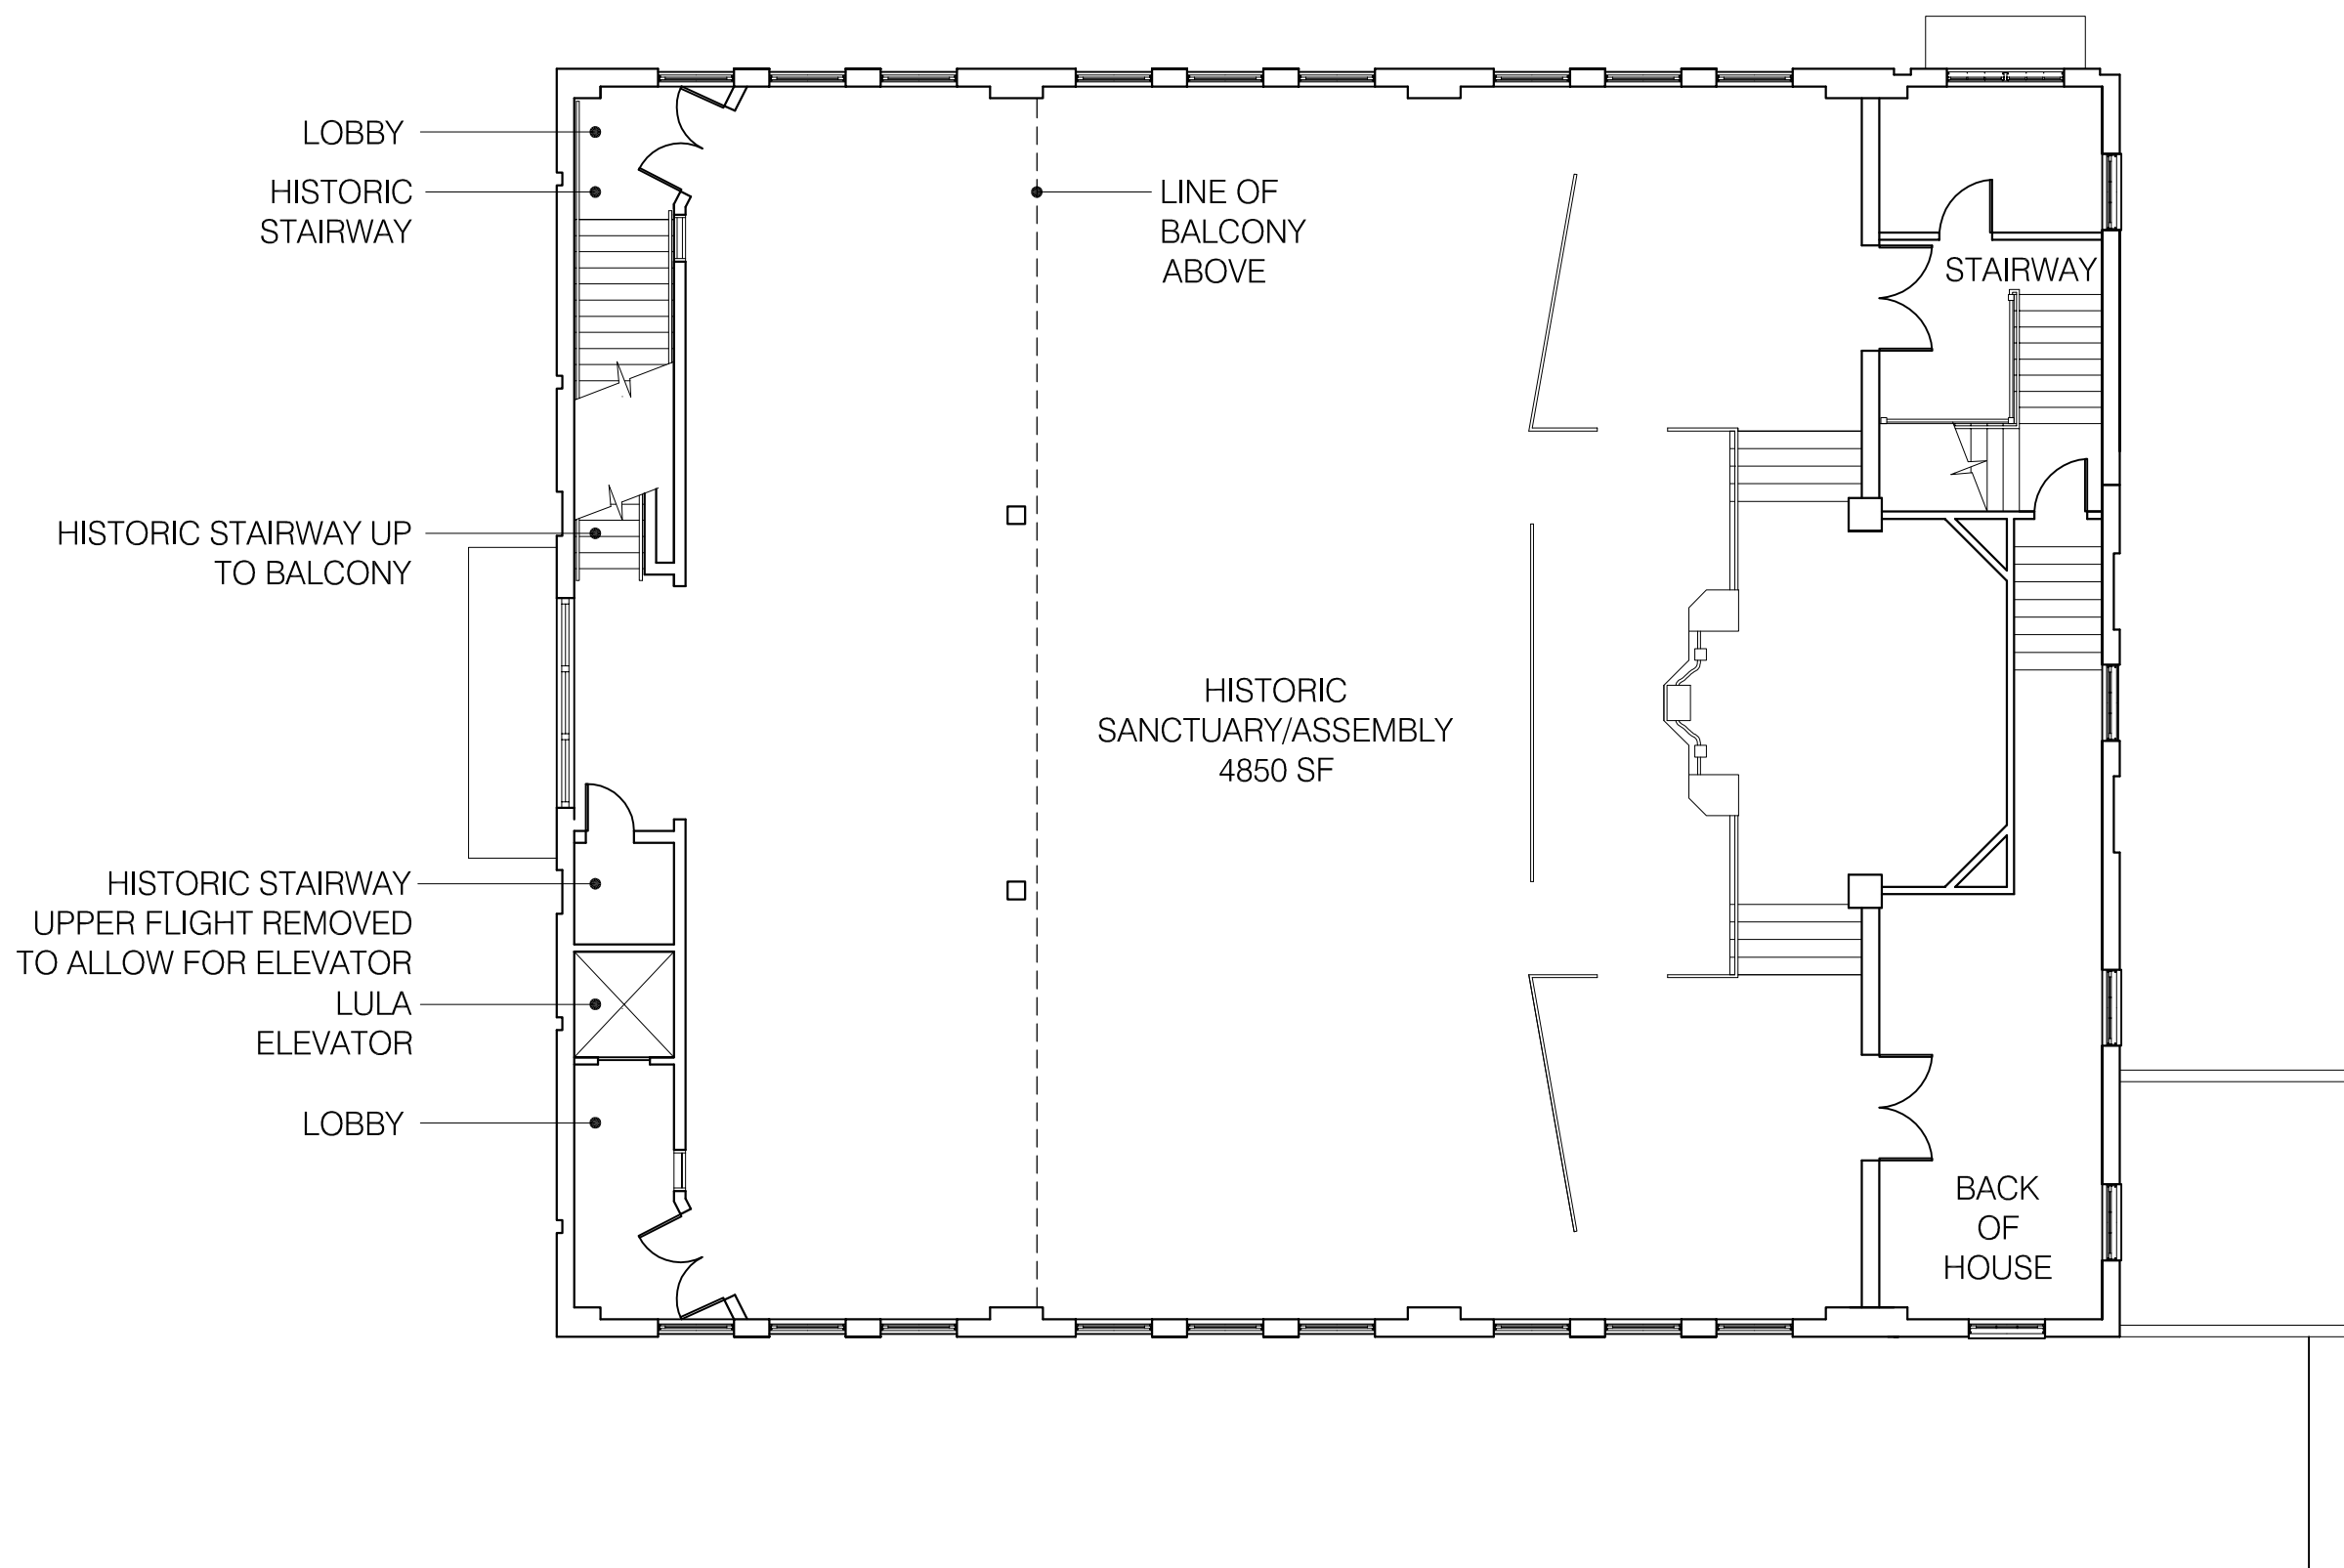 LOBBY
HISTORIC
STAIRWAY
LINE OF
BALCONY
ABOVE
STAIRWAY
HISTORIC STAIRWAY UP
TO BALCONY
HISTORIC
SANCTUARY/ASSEMBLY
4850 SF
HISTORIC STAIRWAY
UPPER FLIGHT REMOVED
TO ALLOW FOR ELEVATOR
LULA
ELEVATOR
LOBBY
BACK
OF
HOUSE